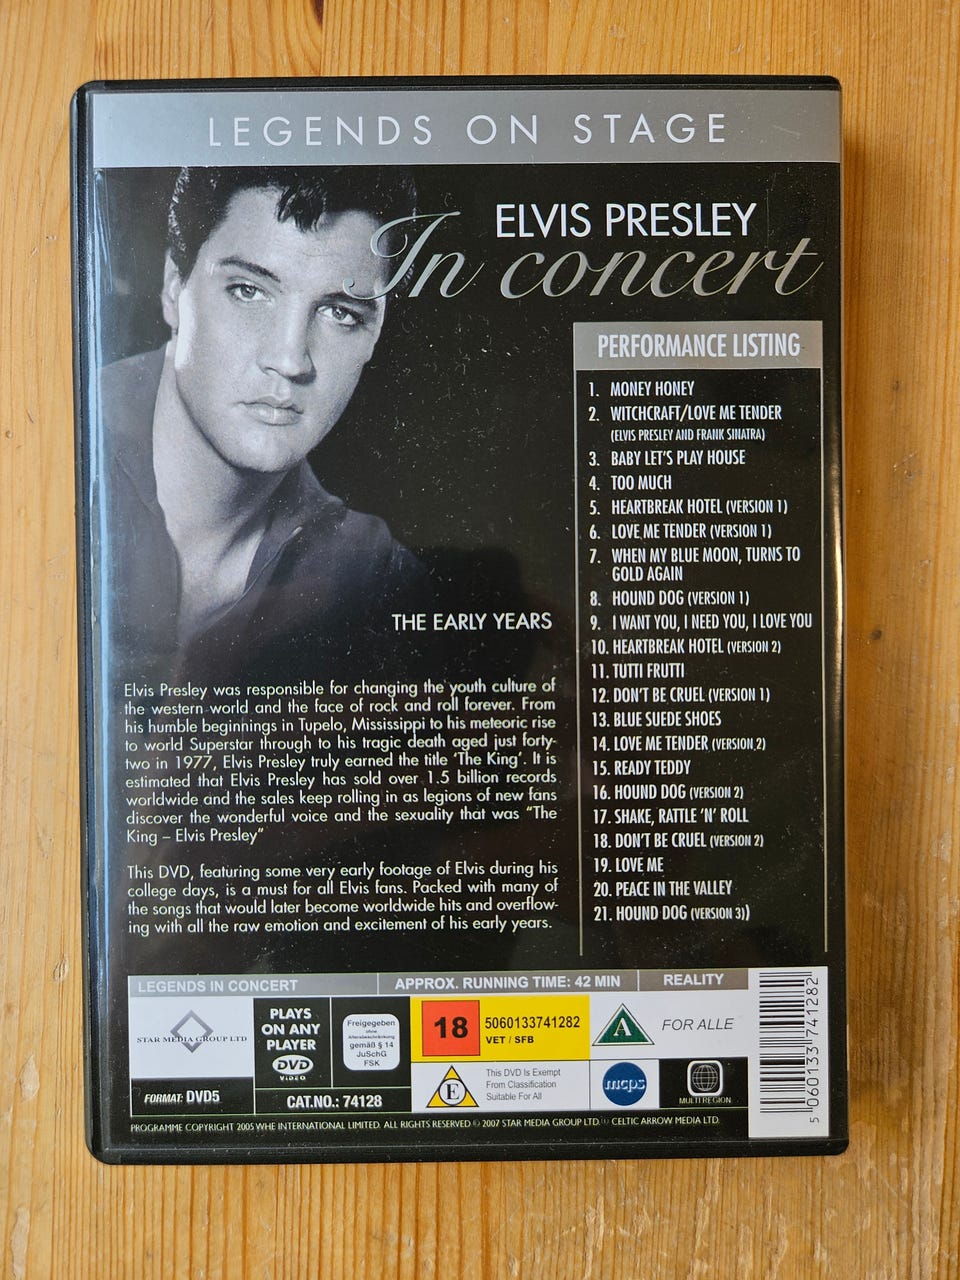 LEGENDS ON STAGE
ELVIS PRESLEY
In concert
PERFORMANCE LISTING
1. MONEY HONEY
2. WITCHCRAFT/LOVE ME TENDER
(ELVIS PRESLEY AND FRANK SINATRA)
3. BABY LET'S PLAY HOUSE
4. TOO MUCH
5. HEARTBREAK HOTEL (VERSION 1)
6. LOVE ME TENDER (VERSION 1)
7. WHEN MY BLUE MOON, TURNS TO
GOLD AGAIN
8. HOUND DOG (VERSION 1)
9. I WANT YOU, I NEED YOU, I LOVE YOU
10. HEARTBREAK HOTEL (VERSION 2)
11. TUTTI FRUTTI
12. DON'T BE CRUEL (VERSION 1)
13. BLUE SUEDE SHOES
14. LOVE ME TENDER (VERSION 2)
15. READY TEDDY
16. HOUND DOG (VERSION 2)
17. SHAKE, RATTLE 'N' ROLL
18. DON'T BE CRUEL (VERSION 2)
19. LOVE ME
20. PEACE IN THE VALLEY
21. HOUND DOG (VERSION 3))
THE EARLY YEARS
Elvis Presley was responsible for changing the youth culture of
the western world and the face of rock and roll forever. From
his humble beginnings in Tupelo, Mississippi to his meteoric rise
to world Superstar through to his tragic death aged just forty-
two in 1977, Elvis Presley truly earned the title 'The King'. It is
estimated that Elvis Presley has sold over 1.5 billion records
worldwide and the sales keep rolling in as legions of new fans
discover the wonderful voice and the sexuality that was "The
King – Elvis Presley"
This DVD, featuring some very early footage of Elvis during his
college days, is a must for all Elvis fans. Packed with many of
the songs that would later become worldwide hits and overflow-
ing with all the raw emotion and excitement of his early years.
LEGENDS IN CONCERT
APPROX. RUNNING TIME: 42 MIN
REALITY
STAR MEDIA GROUP LTD
FORMAT: DVD5
PLAYS
ON ANY
PLAYER
DVD
VIDEO
CAT.NO.: 74128
Freigegeben
ohne
Altersbeschränkung
gemäß § 14
JuSchG
FSK
18
5060133741282
VET / SFB
E
This DVD Is Exempt
From Classification
Suitable For All
A
FOR ALLE
mcps
MULTI REGION
5 060133 741282
PROGRAMME COPYRIGHT 2005 WHE INTERNATIONAL LIMITED. ALL RIGHTS RESERVED © 2007 STAR MEDIA GROUP LTD. © CELTIC ARROW MEDIA LTD.